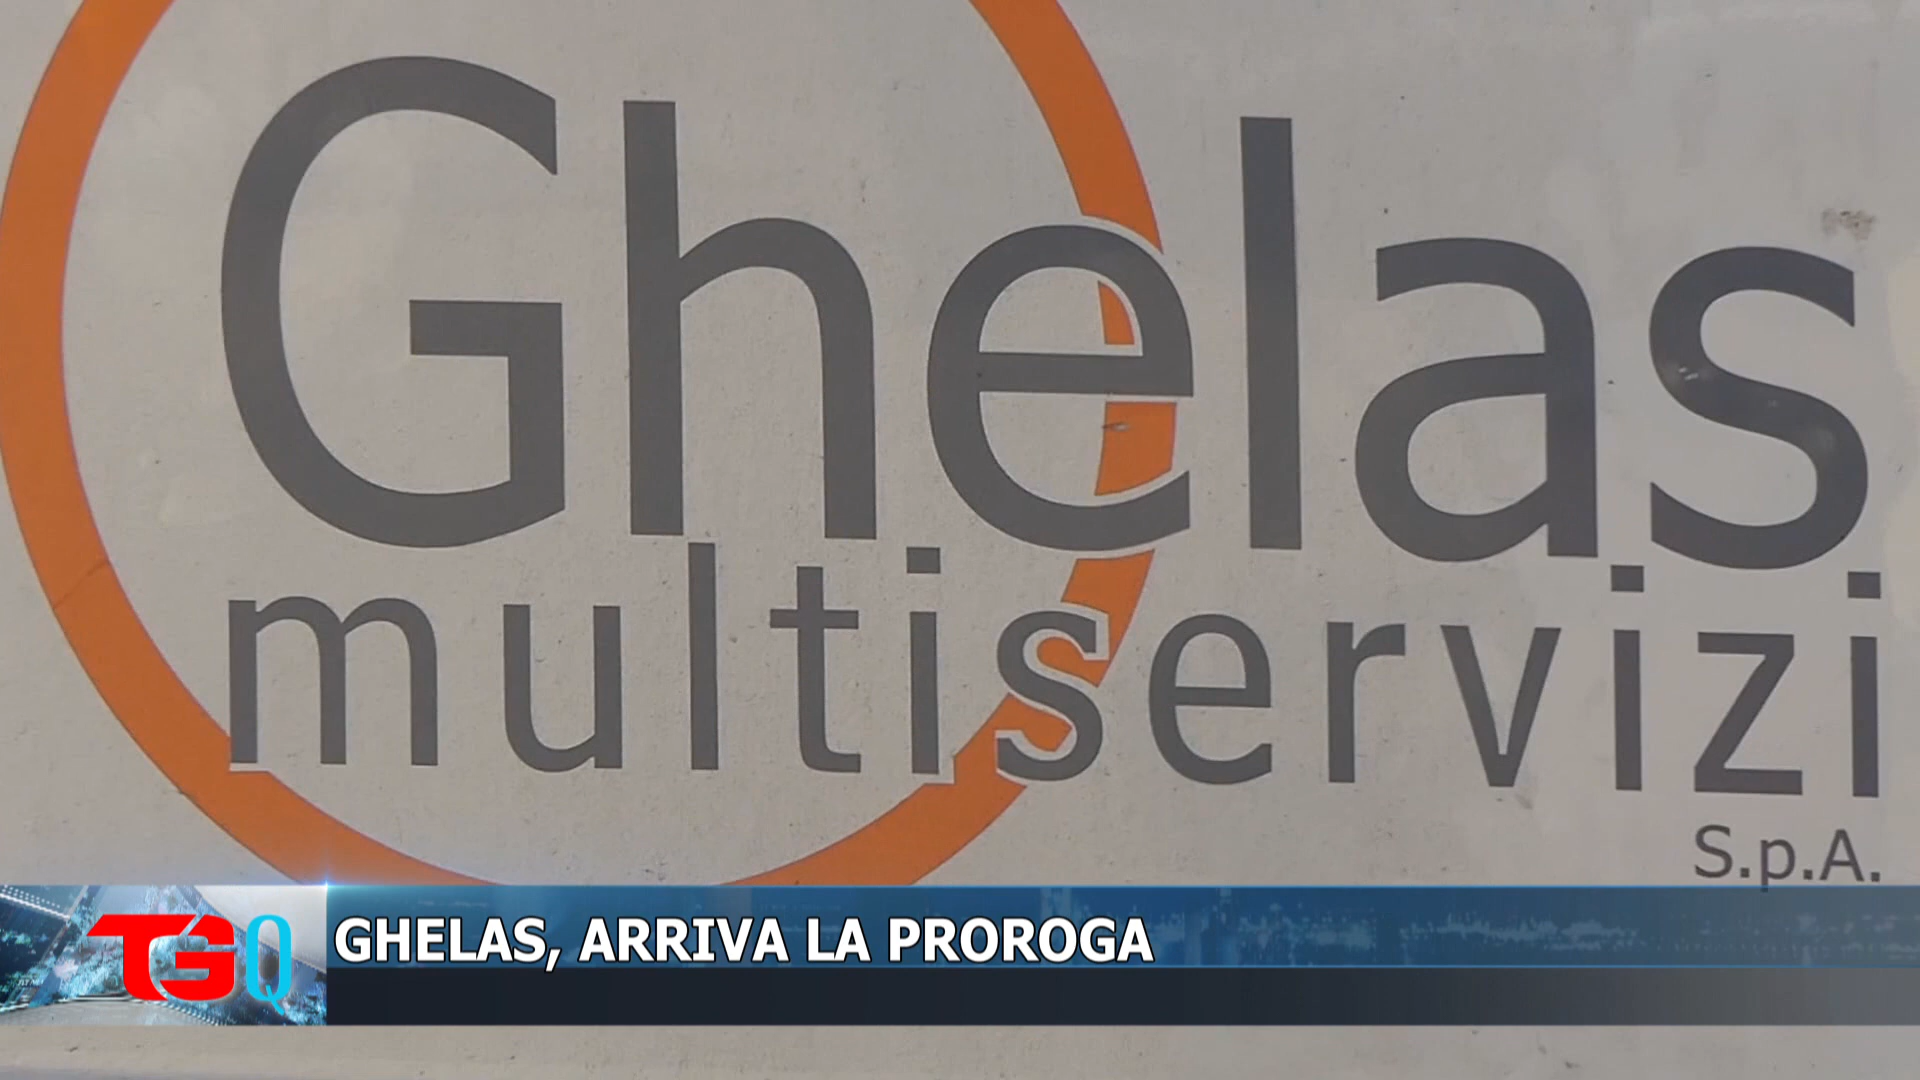 Ghelas
multiservizi
S.p.A.
TGQ
GHELAS, ARRIVA LA PROROGA